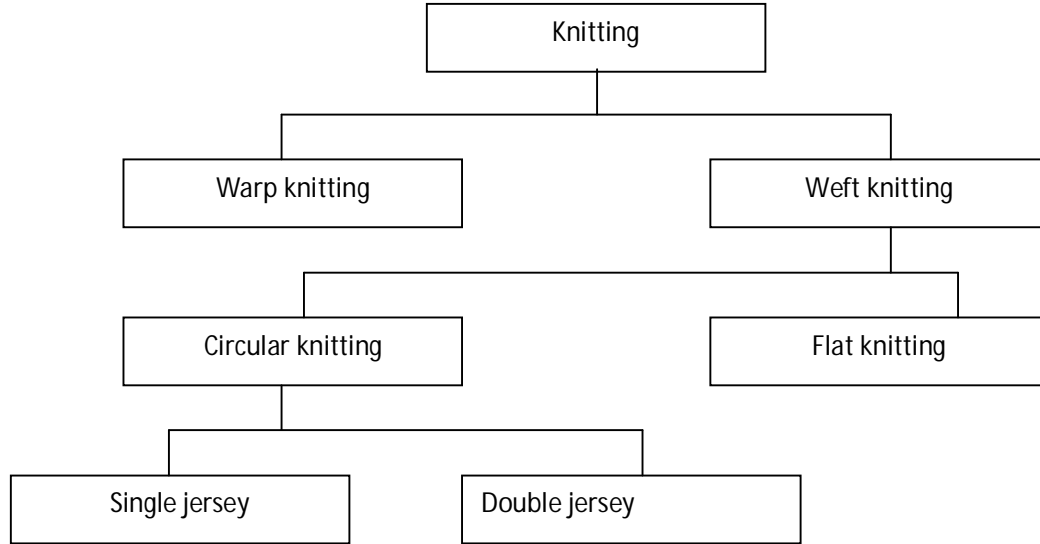 Knitting
Warp knitting
Weft knitting
Circular knitting
Flat knitting
Single jersey
Double jersey